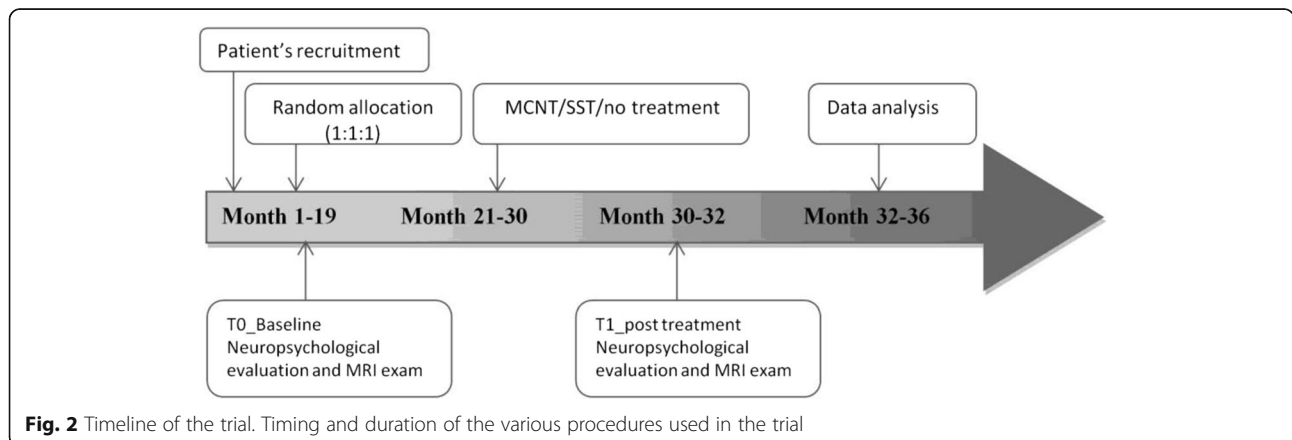 Patient's recruitment
Random allocation
(1:1:1)
MCNT/SST/no treatment
Data analysis
Month 1-19
Month 21-30
Month 30-32
Month 32-36
T0_Baseline
Neuropsychological
evaluation and MRI exam
T1_post treatment
Neuropsychological
evaluation and MRI exam
Fig. 2 Timeline of the trial. Timing and duration of the various procedures used in the trial